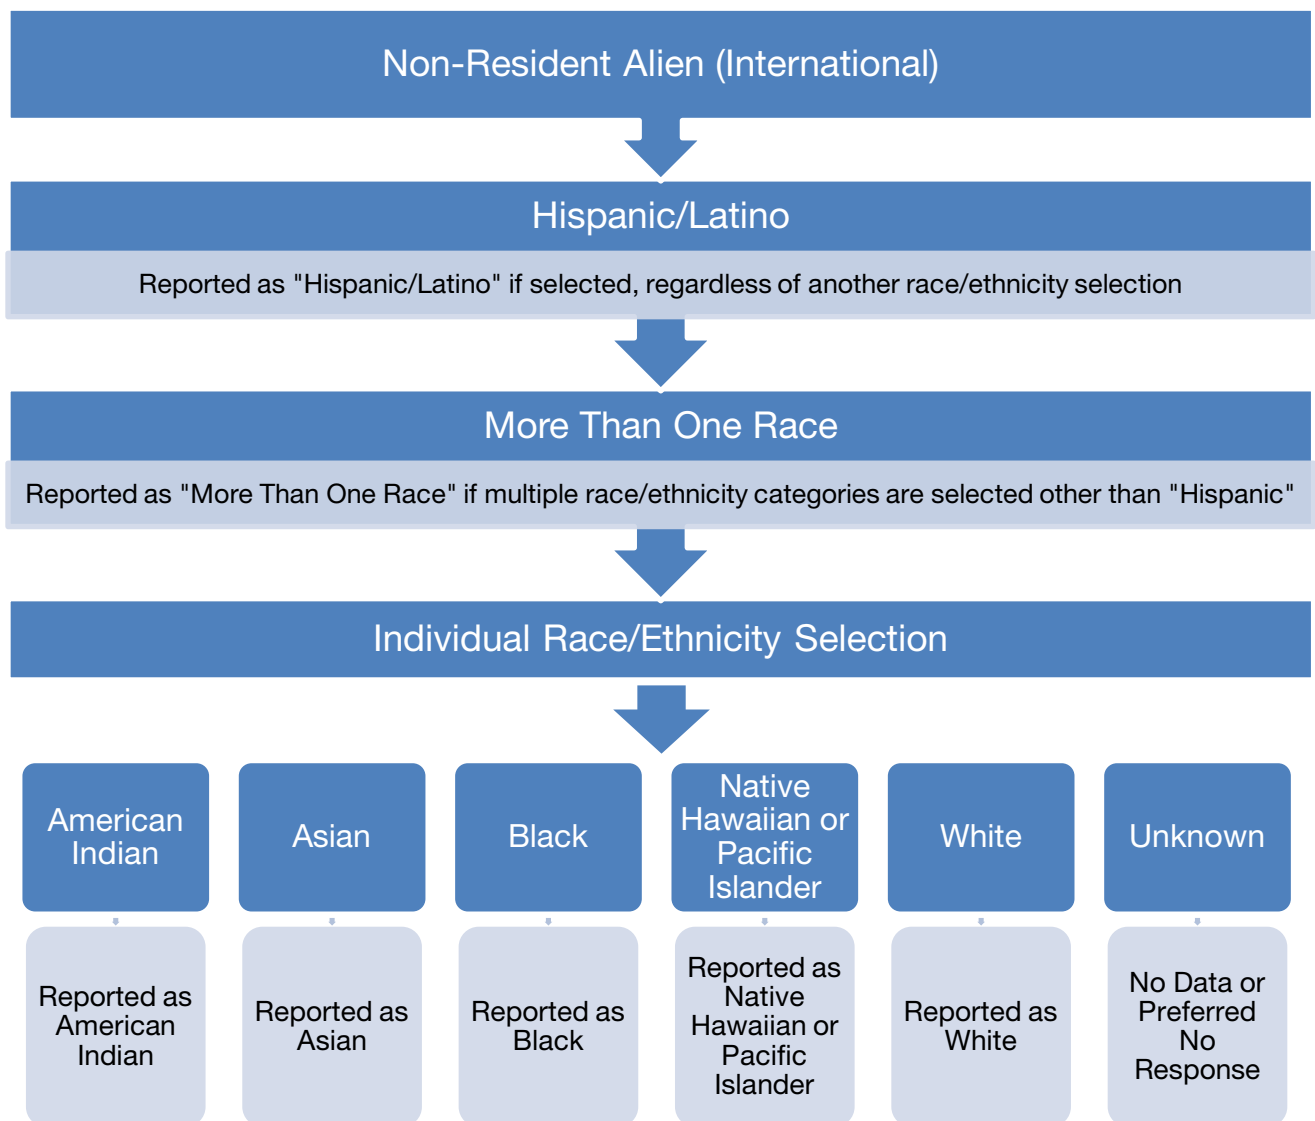 Non-Resident Alien (International)
Hispanic/Latino
Reported as "Hispanic/Latino" if selected, regardless of another race/ethnicity selection
More Than One Race
Reported as "More Than One Race" if multiple race/ethnicity categories are selected other than "Hispanic"
Individual Race/Ethnicity Selection
American
Indian
Asian
Black
Native
Hawaiian or
Pacific
Islander
White
Unknown
Reported as
American
Indian
Reported as
Asian
Reported as
Black
Reported as
Native
Hawaiian or
Pacific
Islander
Reported as
White
No Data or
Preferred
No
Response